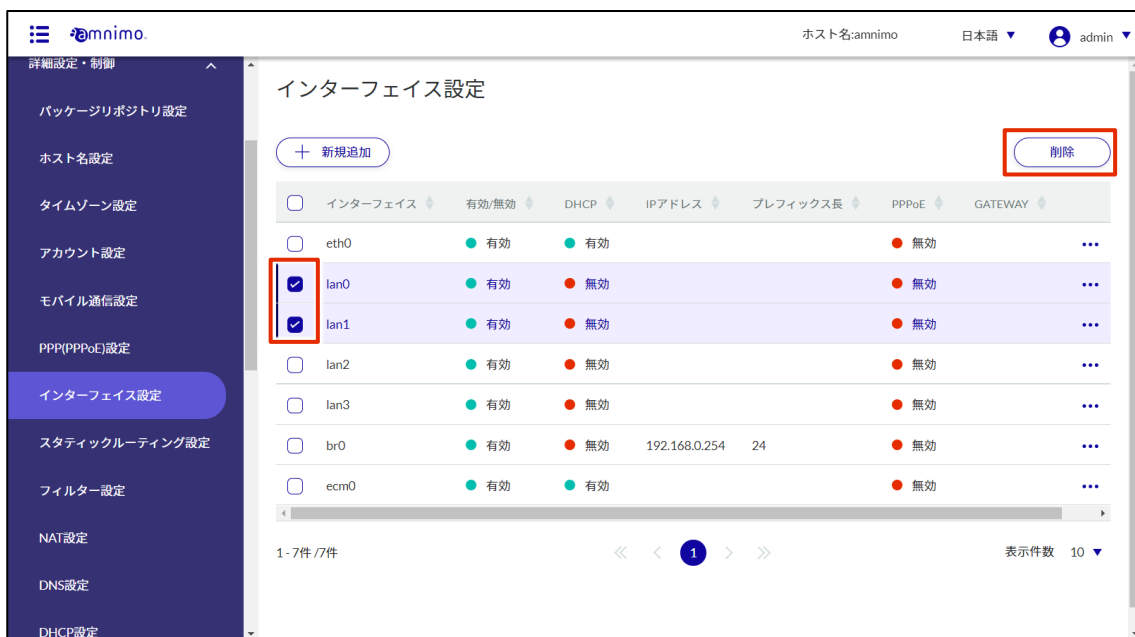 amnimo.
ホスト名:amnimo 日本語 admin
詳細設定・制御
パッケージリポジトリ設定
ホスト名設定
タイムゾーン設定
アカウント設定
モバイル通信設定
PPP(PPPoE)設定
インターフェイス設定
スタティックルーティング設定
フィルター設定
NAT設定
DNS設定
DHCP設定
インターフェイス設定
新規追加
削除
インターフェイス 有効/無効 DHCP IPアドレス プレフィックス長 PPPoE GATEWAY
eth0 有効 有効 無効
lan0 有効 無効 無効
lan1 有効 無効 無効
lan2 有効 無効 無効
lan3 有効 無効 無効
br0 有効 無効 192.168.0.254 24 無効
ecm0 有効 有効 無効
1 - 7件 /7件 1 表示件数 10